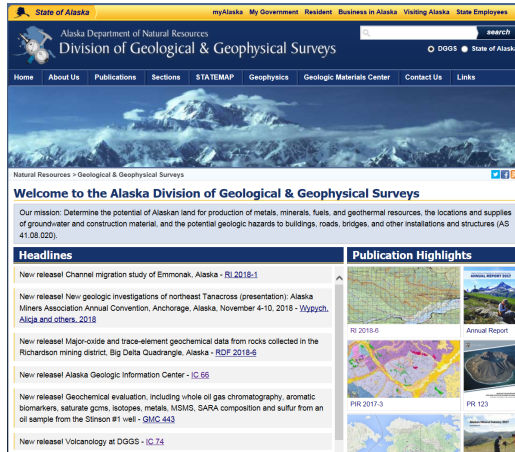 State of Alaska
myAlaska My Government Resident Business in Alaska Visiting Alaska State Employees
Alaska Department of Natural Resources
Division of Geological & Geophysical Surveys
search
DGGS State of Alaska
Home About Us Publications Sections STATEMAP Geophysics Geologic Materials Center Contact Us Links
Natural Resources > Geological & Geophysical Surveys
Welcome to the Alaska Division of Geological & Geophysical Surveys
Our mission: Determine the potential of Alaskan land for production of metals, minerals, fuels, and geothermal resources, the locations and supplies
of groundwater and construction material, and the potential geologic hazards to buildings, roads, bridges, and other installations and structures (AS
41.08.020).
Headlines
New release! Channel migration study of Emmonak, Alaska - RI 2018-1
New release! New geologic investigations of northeast Tanacross (presentation): Alaska
Miners Association Annual Convention, Anchorage, Alaska, November 4-10, 2018 - Wypych,
Alicja and others, 2018
New release! Major-oxide and trace-element geochemical data from rocks collected in the
Richardson mining district, Big Delta Quadrangle, Alaska - RDF 2018-6
New release! Alaska Geologic Information Center - IC 66
New release! Geochemical evaluation, including whole oil gas chromatography, aromatic
biomarkers, saturate gcms, isotopes, metals, MSMS, SARA composition and sulfur from an
oil sample from the Stinson #1 well - GMC 443
New release! Volcanology at DGGS - IC 74
Publication Highlights
ANNUAL REPORT 2017
RI 2018-6 Annual Report
PIR 2017-3 PR 123